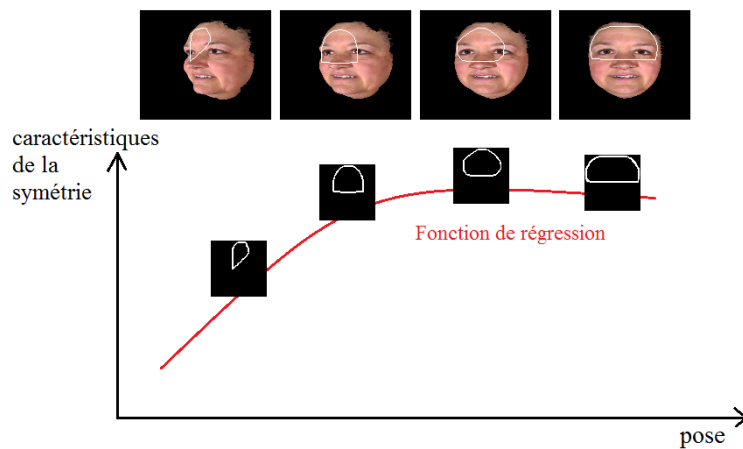 caractéristiques
de la
symétrie
Fonction de régression
pose